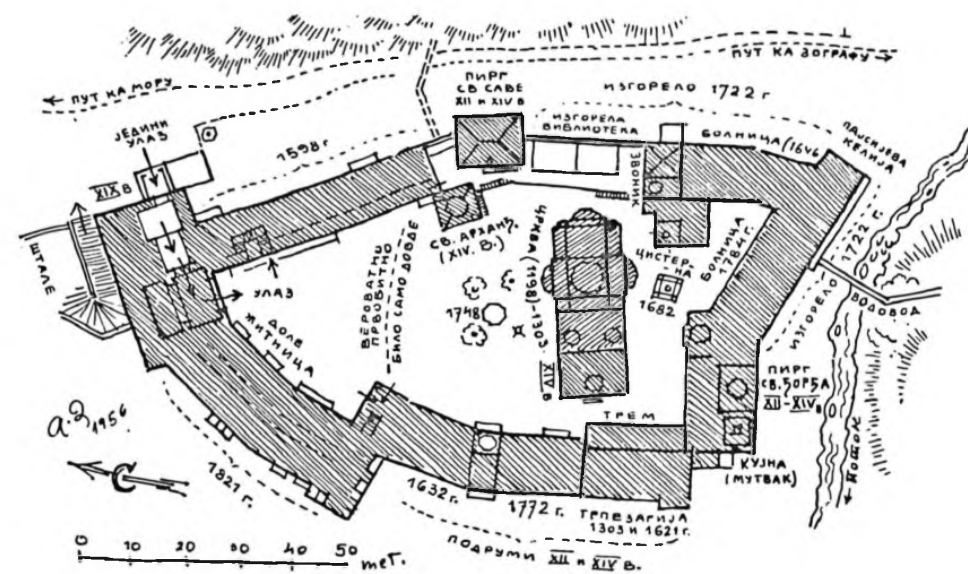 ← ПУТ КА МОРУ
ПУТ КА ЗОГРАФУ →
ЈЕДИНИ
УЛАЗ
1598 г.
ПИРГ
СВ САВЕ
XII и XIV В
ИЗГОРЕЛО 1722 г
ИЗГОРЕЛА
БИБЛИОТЕКА
БОЛНИЦА (1646
ПАЈСИЈЕВА
КЕЛИЈА
ЗВОНИК
XIX В
ШТАЛЕ
УЛАЗ
СВ. АРХАНЂ.
(XIV. В.)
ВЕРОВАТНО
ПРВОБИТНО
БИЛО САМО ДОВДЕ
1748
ЦРКВА (1198-1303
XIV
В
ЦИСТЕР-
НА
1682
БОЛНИЦА
1784 г.
ИЗГОРЕЛО 1722 г.
ВОДОВОД
ДОЛЕ
ЖИТНИЦА
ПИРГ
СВ. ЂОРЂА
XII-XIV В
ПОТОК
ТРЕМ
КУЈНА
(МУТВАК)
1956
1821 г.
1632 г.
1772 г.
ТРПЕЗАРИЈА
1303 и 1621 г.
ПОДРУМИ XII и XIV В.
С
0 10 20 30 40 50 мет.